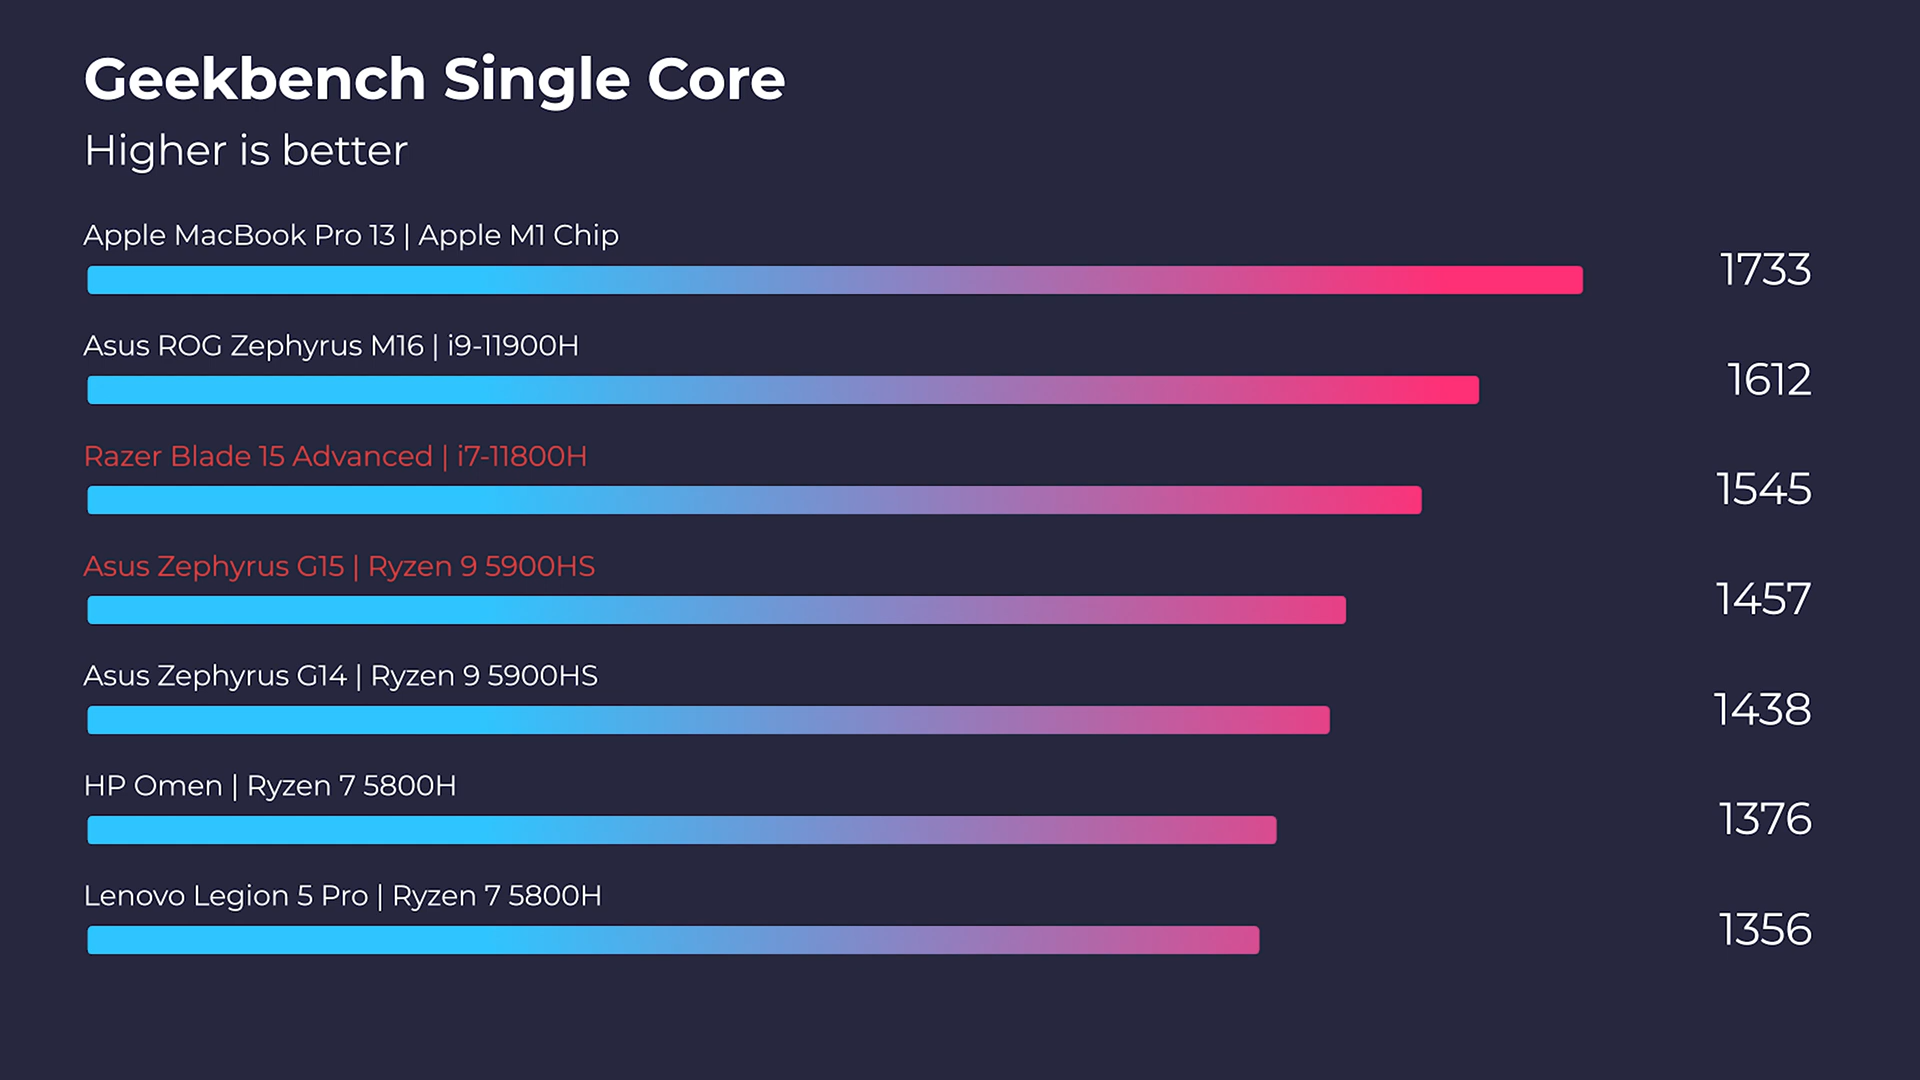 Geekbench Single Core
Higher is better
Apple MacBook Pro 13 | Apple M1 Chip
1733
Asus ROG Zephyrus M16 | i9-11900H
1612
Razer Blade 15 Advanced | i7-11800H
1545
Asus Zephyrus G15 | Ryzen 9 5900HS
1457
Asus Zephyrus G14 | Ryzen 9 5900HS
1438
HP Omen | Ryzen 7 5800H
1376
Lenovo Legion 5 Pro | Ryzen 7 5800H
1356